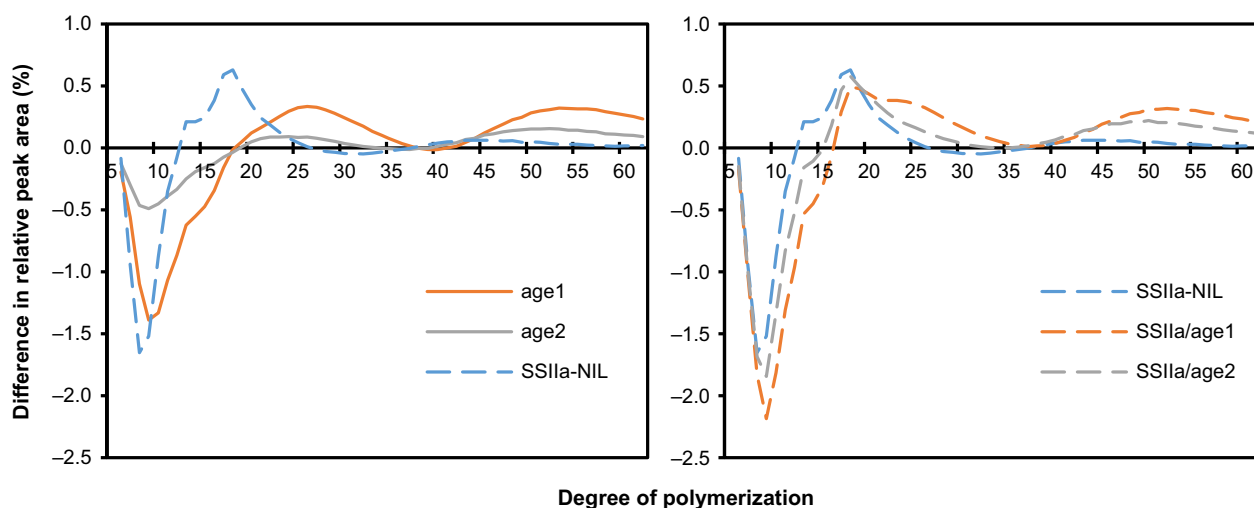 Difference in relative peak area (%)
1.0
0.5
0.0
–0.5
–1.0
–1.5
–2.0
–2.5
5 10 15 20 25 30 35 40 45 50 55 60
age1
age2
SSIIa-NIL
1.0
0.5
0.0
–0.5
–1.0
–1.5
–2.0
–2.5
5 10 15 20 25 30 35 40 45 50 55 60
SSIIa-NIL
SSIIa/age1
SSIIa/age2
Degree of polymerization